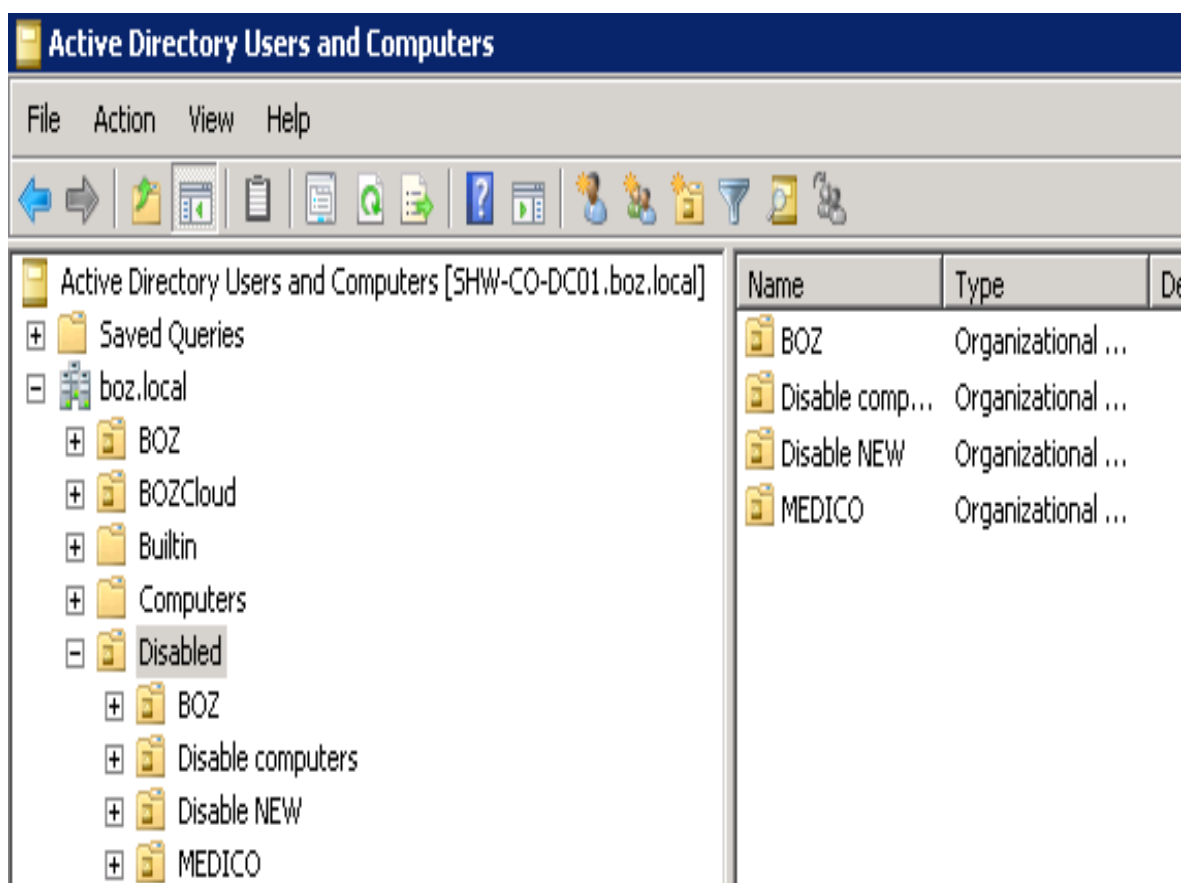 Active Directory Users and Computers
File Action View Help
Active Directory Users and Computers [SHW-CO-DC01.boz.local]
Saved Queries
boz.local
BOZ
BOZCloud
Builtin
Computers
Disabled
BOZ
Disable computers
Disable NEW
MEDICO
Name Type De
BOZ Organizational ...
Disable comp... Organizational ...
Disable NEW Organizational ...
MEDICO Organizational ...